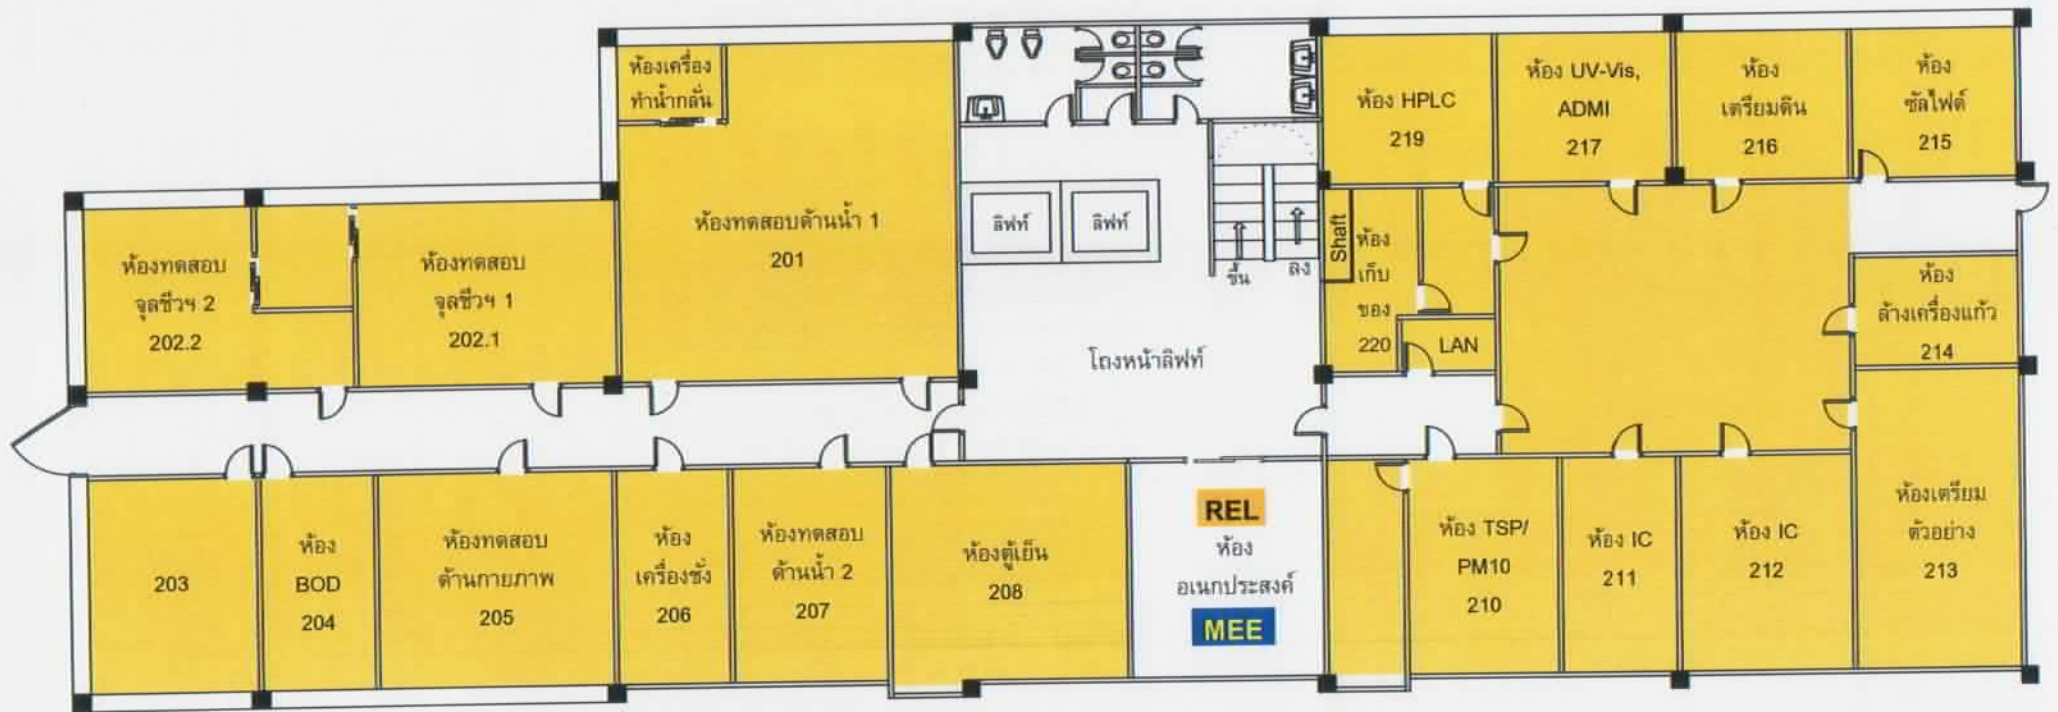 ห้องเครื่อง
ทำน้ำกลั่น
ห้อง HPLC
219
ห้อง UV-Vis,
ADMI
217
ห้อง
เตรียมดิน
216
ห้อง
ซัลไฟด์
215
ห้องทดสอบ
จุลชีวฯ 2
202.2
ห้องทดสอบ
จุลชีวฯ 1
202.1
ห้องทดสอบด้านน้ำ 1
201
ลิฟท์
ลิฟท์
ขึ้น
ลง
Shaft
ห้อง
เก็บ
ของ
220
LAN
โถงหน้าลิฟท์
ห้อง
ล้างเครื่องแก้ว
214
203
ห้อง
BOD
204
ห้องทดสอบ
ด้านกายภาพ
205
ห้อง
เครื่องชั่ง
206
ห้องทดสอบ
ด้านน้ำ 2
207
ห้องตู้เย็น
208
REL
ห้อง
อเนกประสงค์
MEE
ห้อง TSP/
PM10
210
ห้อง IC
211
ห้อง IC
212
ห้องเตรียม
ตัวอย่าง
213